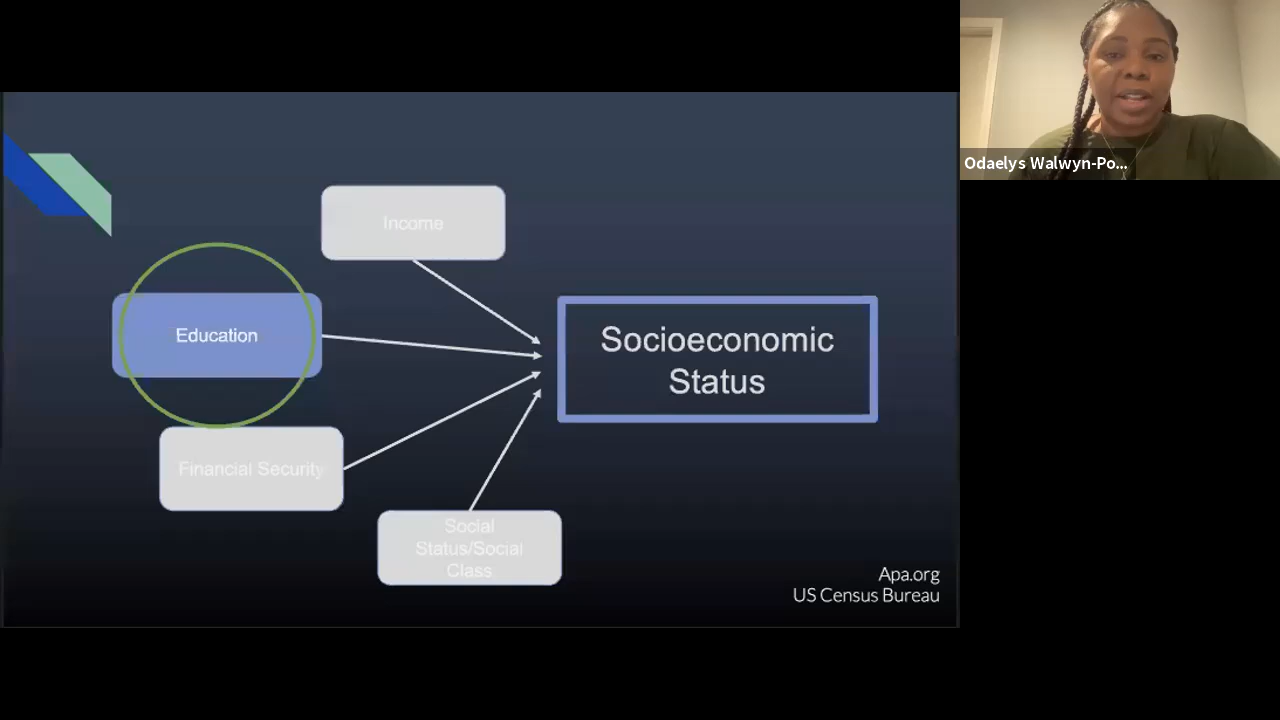 Income
Education
Financial Security
Social
Status/Social
Class
Socioeconomic
Status
Apa.org
US Census Bureau
Odaelys Walwyn-Po...